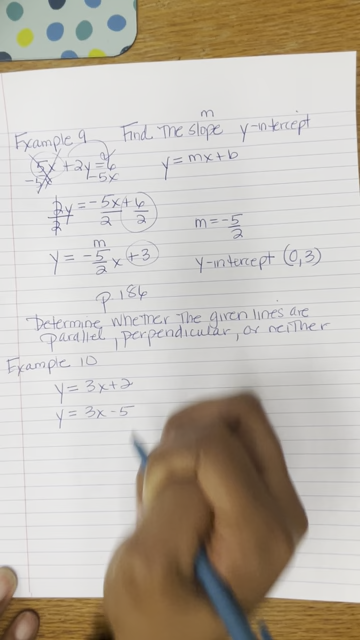 m
Example 9 Find the slope y-intercept
5x + 2y = 6
-5x -5x
y = mx + b
2y = -5x + 6
2 2 2
m = -5/2
m
y = -5/2 x + 3
y-intercept (0,3)
p. 186
Determine whether the given lines are
parallel, perpendicular, or neither
Example 10
y = 3x + 2
y = 3x - 5